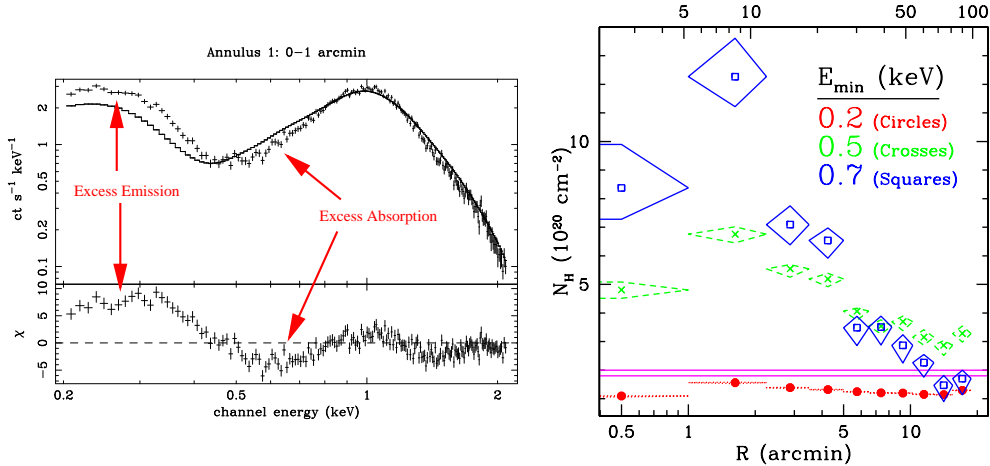 Annulus 1: 0-1 arcmin
2
1
0.5
0.2
0.1
ct s⁻¹ keV⁻¹
Excess Emission
Excess Absorption
10
5
0
-5
χ
0.2
0.5
1
2
channel energy (keV)
5
10
50
100
E_min (keV)
0.2 (Circles)
0.5 (Crosses)
0.7 (Squares)
10
5
N_H (10²⁰ cm⁻²)
0.5
1
5
10
R (arcmin)